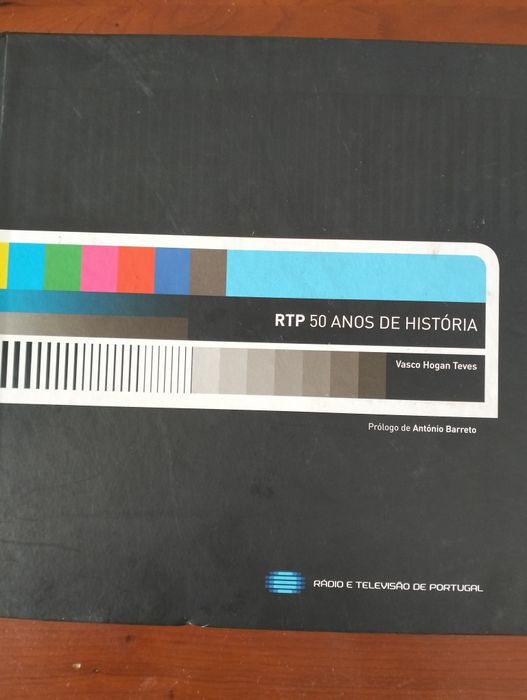 RTP 50 ANOS DE HISTÓRIA
Vasco Hogan Teves
Prólogo de António Barreto
RÁDIO E TELEVISÃO DE PORTUGAL